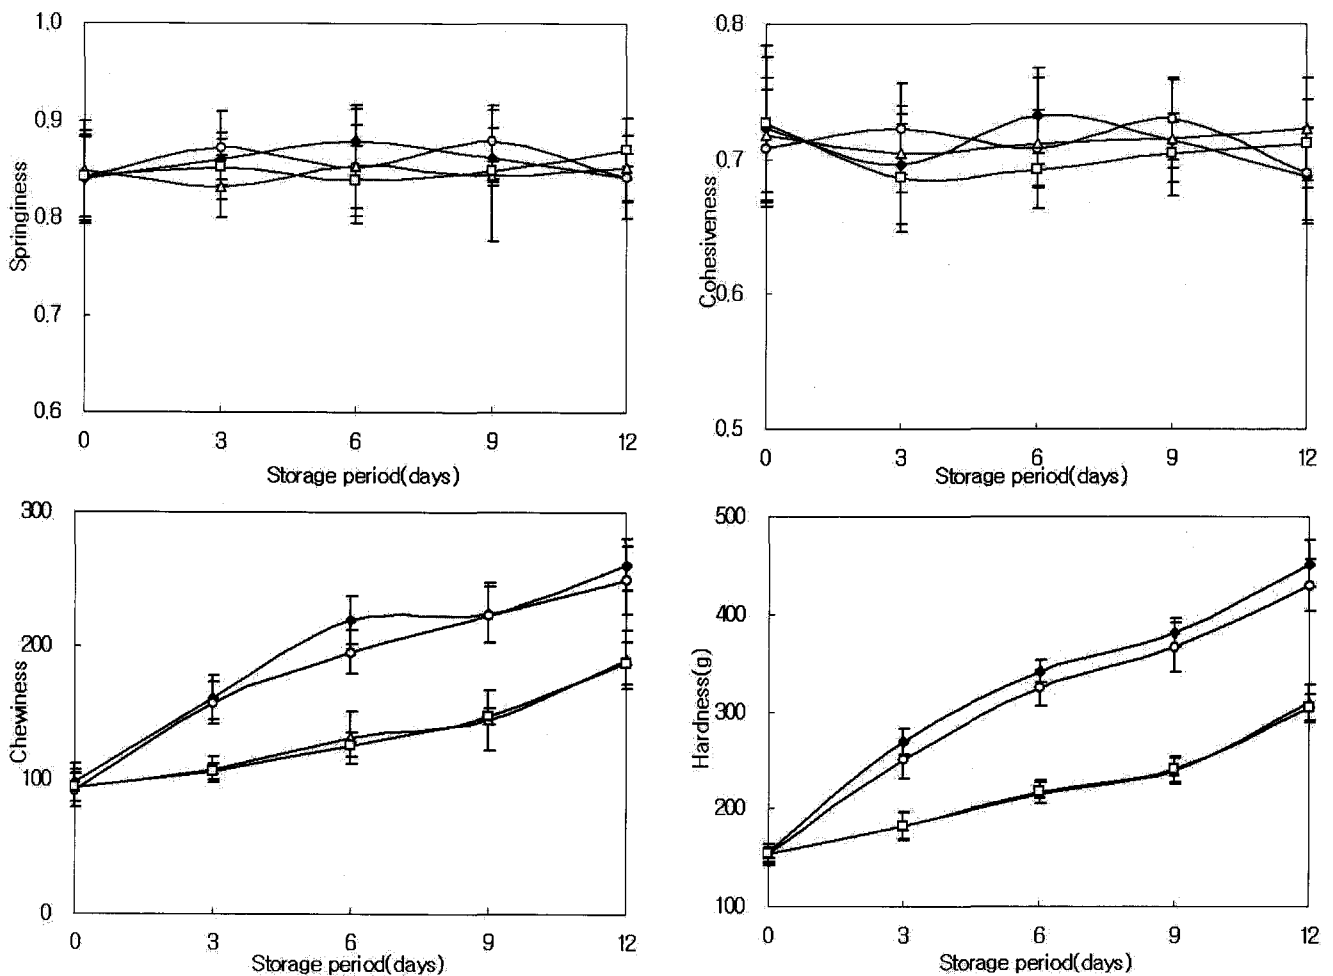 1.0
0.9
0.8
0.7
0.6
Springiness
0 3 6 9 12
Storage period(days)
0.8
0.7
0.6
0.5
Cohesiveness
0 3 6 9 12
Storage period(days)
300
200
100
0
Chewiness
0 3 6 9 12
Storage period(days)
500
400
300
200
100
Hardness(g)
0 3 6 9 12
Storage period(days)